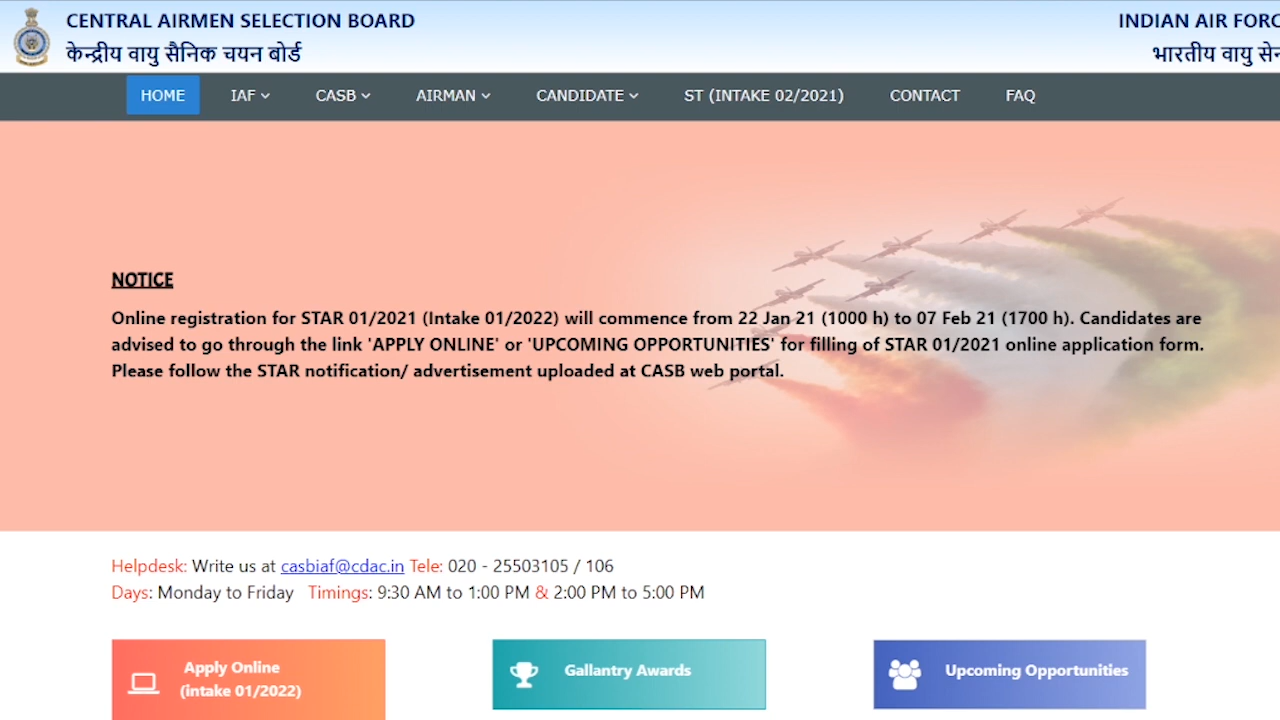 CENTRAL AIRMEN SELECTION BOARD
केन्द्रीय वायु सैनिक चयन बोर्ड
INDIAN AIR FORC
भारतीय वायु सेन
HOME IAF CASB AIRMAN CANDIDATE ST (INTAKE 02/2021) CONTACT FAQ
NOTICE
Online registration for STAR 01/2021 (Intake 01/2022) will commence from 22 Jan 21 (1000 h) to 07 Feb 21 (1700 h). Candidates are
advised to go through the link 'APPLY ONLINE' or 'UPCOMING OPPORTUNITIES' for filling of STAR 01/2021 online application form.
Please follow the STAR notification/ advertisement uploaded at CASB web portal.
Helpdesk: Write us at casbiaf@cdac.in Tele: 020 - 25503105 / 106
Days: Monday to Friday Timings: 9:30 AM to 1:00 PM & 2:00 PM to 5:00 PM
Apply Online
(intake 01/2022)
Gallantry Awards
Upcoming Opportunities